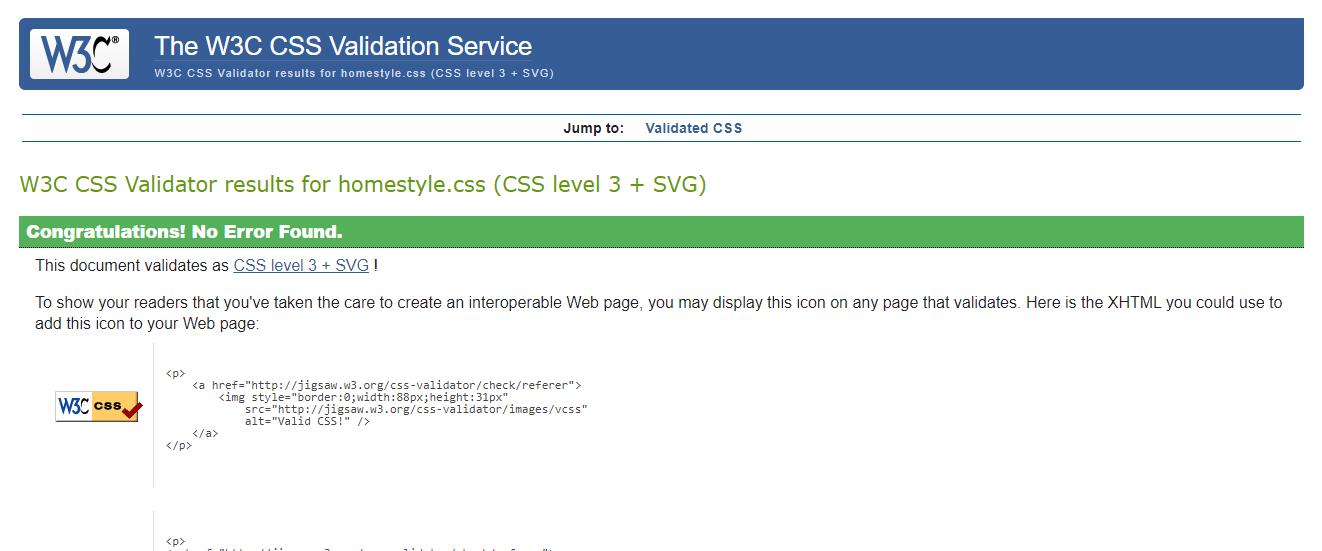 W3C®
The W3C CSS Validation Service
W3C CSS Validator results for homestyle.css (CSS level 3 + SVG)
Jump to: Validated CSS
W3C CSS Validator results for homestyle.css (CSS level 3 + SVG)
Congratulations! No Error Found.
This document validates as CSS level 3 + SVG !
To show your readers that you've taken the care to create an interoperable Web page, you may display this icon on any page that validates. Here is the XHTML you could use to
add this icon to your Web page:
W3C css
<p>
    <a href="http://jigsaw.w3.org/css-validator/check/referer">
        <img style="border:0;width:88px;height:31px"
            src="http://jigsaw.w3.org/css-validator/images/vcss"
            alt="Valid CSS!" />
    </a>
</p>
<p>